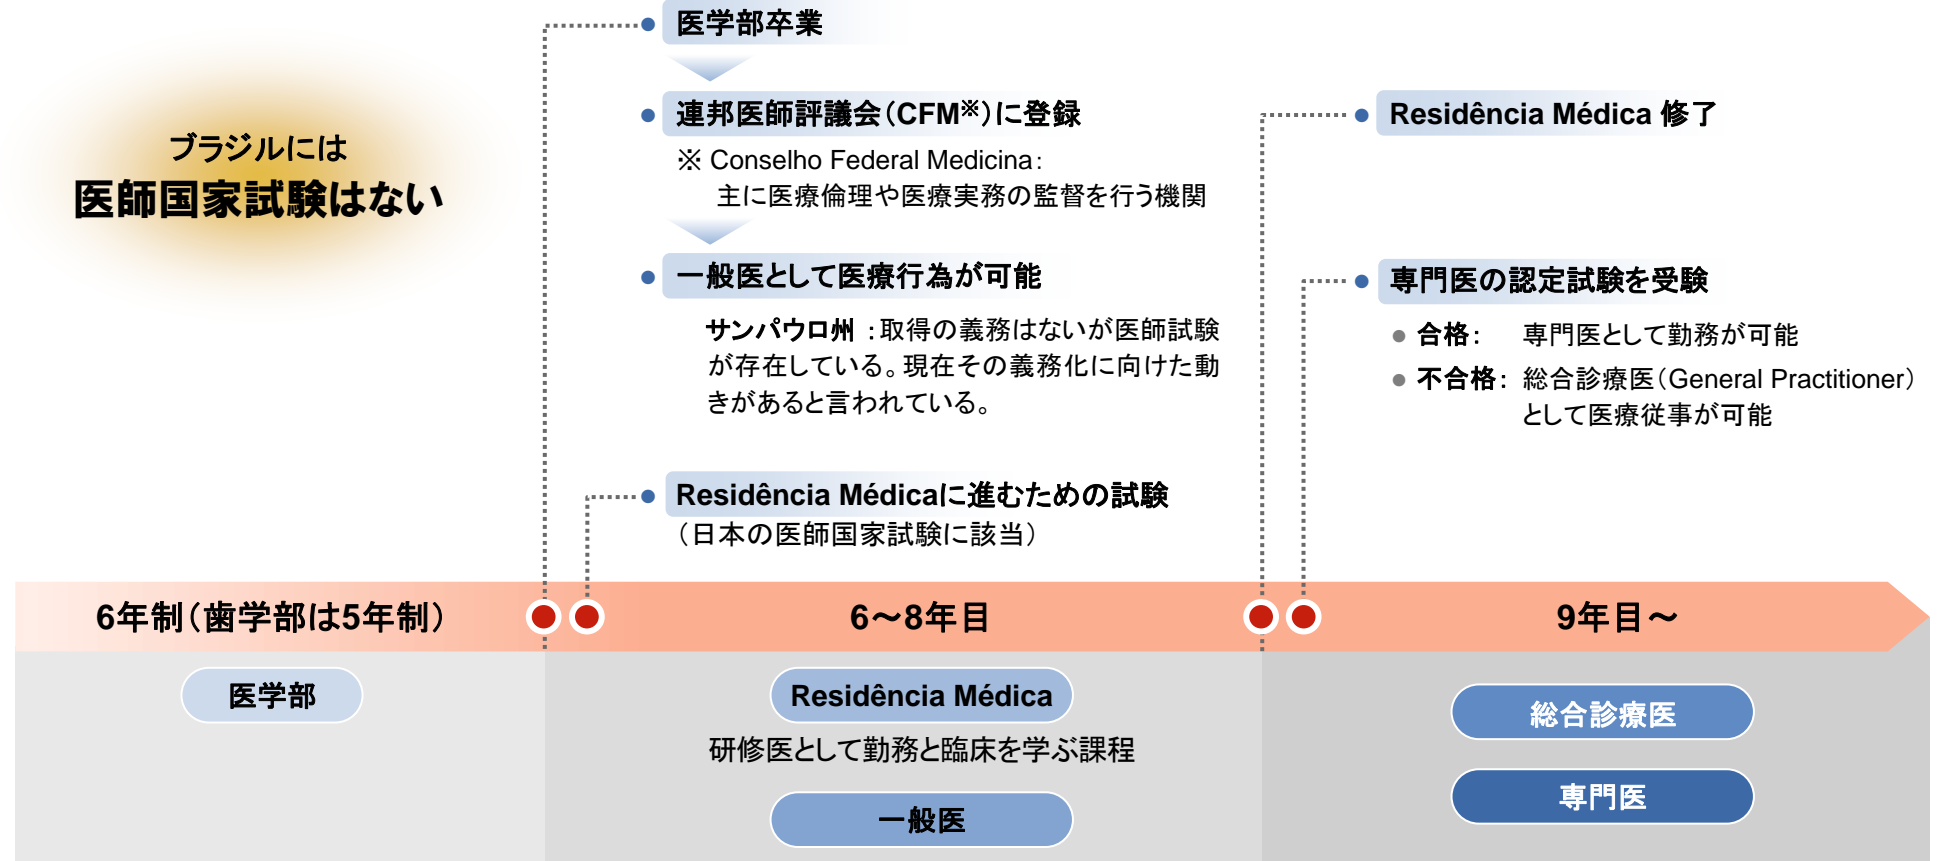 ブラジルには
医師国家試験はない
医学部卒業
連邦医師評議会(CFM※)に登録
※ Conselho Federal Medicina:
主に医療倫理や医療実務の監督を行う機関
一般医として医療行為が可能
サンパウロ州 :取得の義務はないが医師試験
が存在している。現在その義務化に向けた動
きがあると言われている。
Residência Médicaに進むための試験
(日本の医師国家試験に該当)
Residência Médica 修了
専門医の認定試験を受験
合格: 専門医として勤務が可能
不合格: 総合診療医(General Practitioner)
として医療従事が可能
6年制(歯学部は5年制)
6～8年目
9年目～
医学部
Residência Médica
研修医として勤務と臨床を学ぶ課程
一般医
総合診療医
専門医